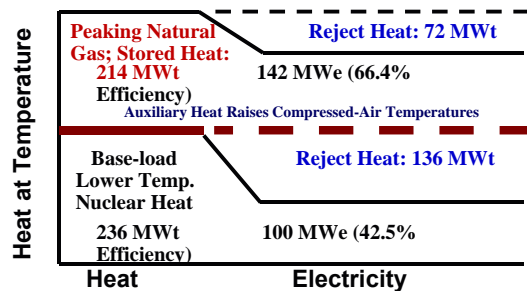 Heat at Temperature
Peaking Natural
Gas; Stored Heat:
214 MWt
Efficiency)
Reject Heat: 72 MWt
142 MWe (66.4%
Auxiliary Heat Raises Compressed-Air Temperatures
Base-load
Lower Temp.
Nuclear Heat
236 MWt
Efficiency)
Reject Heat: 136 MWt
100 MWe (42.5%
Heat
Electricity